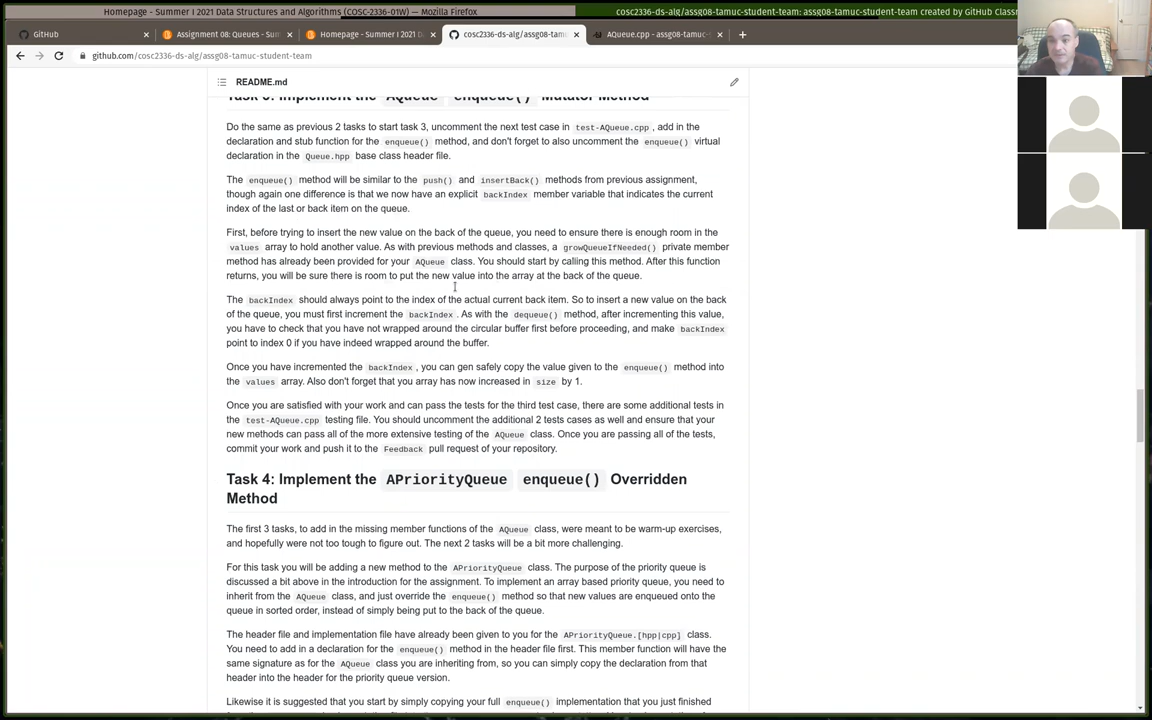 Homepage - Summer I 2021 Data Structures and Algorithms (COSC-2336-01W) — Mozilla Firefox
cosc2336-ds-alg/assg08-tamuc-student-team: assg08-tamuc-student-team created by GitHub Classr
GitHub
Assignment 08: Queues - Sum
Homepage - Summer I 2021 D
cosc2336-ds-alg/assg08-tamu
AQueue.cpp - assg08-tamuc-s
github.com/cosc2336-ds-alg/assg08-tamuc-student-team
README.md
Task 3: Implement the AQueue enqueue() Mutator Method
Do the same as previous 2 tasks to start task 3, uncomment the next test case in test-AQueue.cpp , add in the
declaration and stub function for the enqueue() method, and don't forget to also uncomment the enqueue() virtual
declaration in the Queue.hpp base class header file.
The enqueue() method will be similar to the push() and insertBack() methods from previous assignment,
though again one difference is that we now have an explicit backIndex member variable that indicates the current
index of the last or back item on the queue.
First, before trying to insert the new value on the back of the queue, you need to ensure there is enough room in the
values array to hold another value. As with previous methods and classes, a growQueueIfNeeded() private member
method has already been provided for your AQueue class. You should start by calling this method. After this function
returns, you will be sure there is room to put the new value into the array at the back of the queue.
The backIndex should always point to the index of the actual current back item. So to insert a new value on the back
of the queue, you must first increment the backIndex . As with the dequeue() method, after incrementing this value,
you have to check that you have not wrapped around the circular buffer first before proceeding, and make backIndex
point to index 0 if you have indeed wrapped around the buffer.
Once you have incremented the backIndex , you can gen safely copy the value given to the enqueue() method into
the values array. Also don't forget that you array has now increased in size by 1.
Once you are satisfied with your work and can pass the tests for the third test case, there are some additional tests in
the test-AQueue.cpp testing file. You should uncomment the additional 2 tests cases as well and ensure that your
new methods can pass all of the more extensive testing of the AQueue class. Once you are passing all of the tests,
commit your work and push it to the Feedback pull request of your repository.
Task 4: Implement the APriorityQueue enqueue() Overridden
Method
The first 3 tasks, to add in the missing member functions of the AQueue class, were meant to be warm-up exercises,
and hopefully were not too tough to figure out. The next 2 tasks will be a bit more challenging.
For this task you will be adding a new method to the APriorityQueue class. The purpose of the priority queue is
discussed a bit above in the introduction for the assignment. To implement an array based priority queue, you need to
inherit from the AQueue class, and just override the enqueue() method so that new values are enqueued onto the
queue in sorted order, instead of simply being put to the back of the queue.
The header file and implementation file have already been given to you for the APriorityQueue.[hpp|cpp] class.
You need to add in a declaration for the enqueue() method in the header file first. This member function will have the
same signature as for the AQueue class you are inheriting from, so you can simply copy the declaration from that
header into the header for the priority queue version.
Likewise it is suggested that you start by simply copying your full enqueue() implementation that you just finished